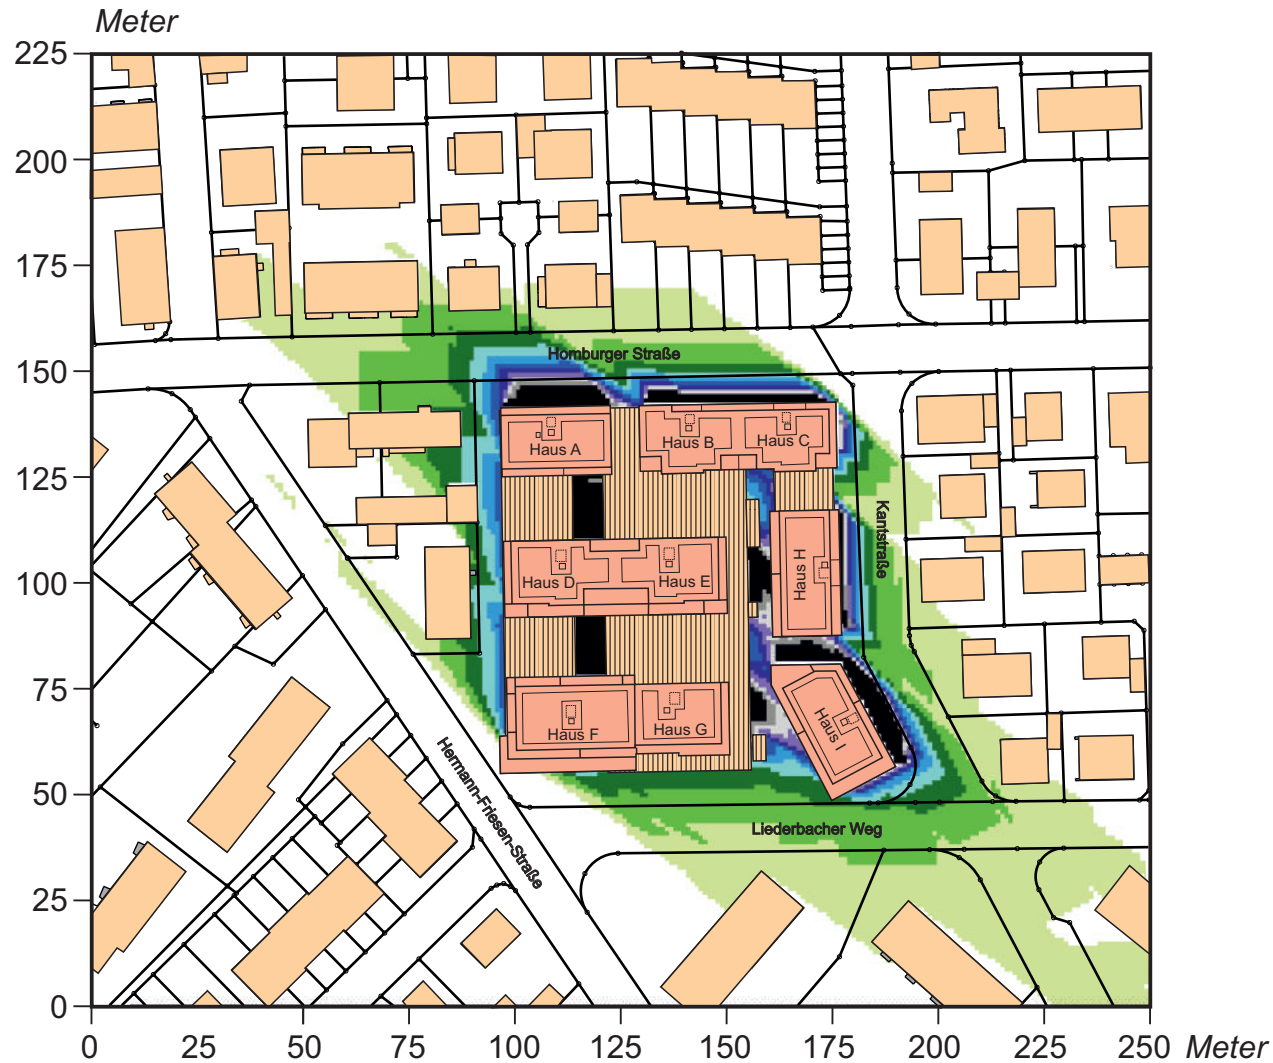 Meter
225
200
175
150
125
100
75
50
25
0
Homburger Straße
Haus A
Haus B
Haus C
Kantstraße
Haus H
Haus D
Haus E
Haus F
Haus G
Haus I
Hermann-Friesen-Straße
Liederbacher Weg
0 25 50 75 100 125 150 175 200 225 250 Meter